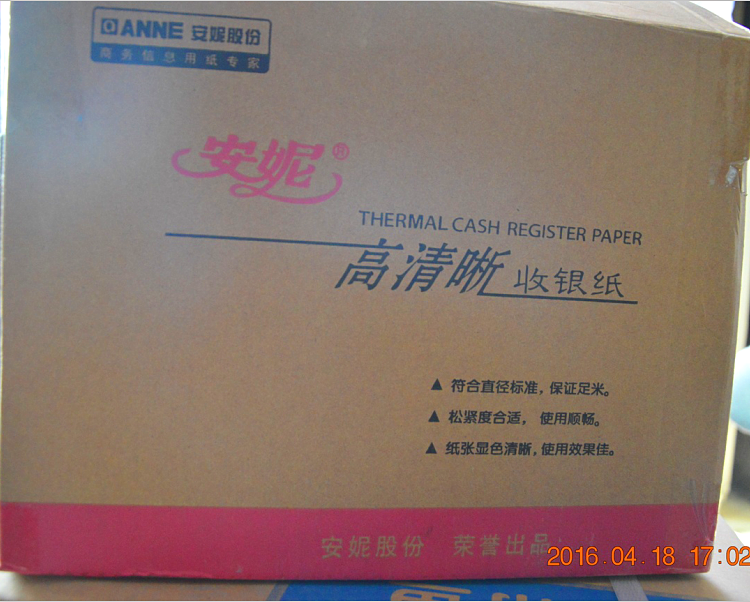 ANNE 安妮股份
商务信息用纸专家
安妮®
THERMAL CASH REGISTER PAPER
高清晰 收银纸
▲ 符合直径标准，保证足米。
▲ 松紧度合适， 使用顺畅。
▲ 纸张显色清晰，使用效果佳。
安妮股份 荣誉出品
2016.04.18 17:02